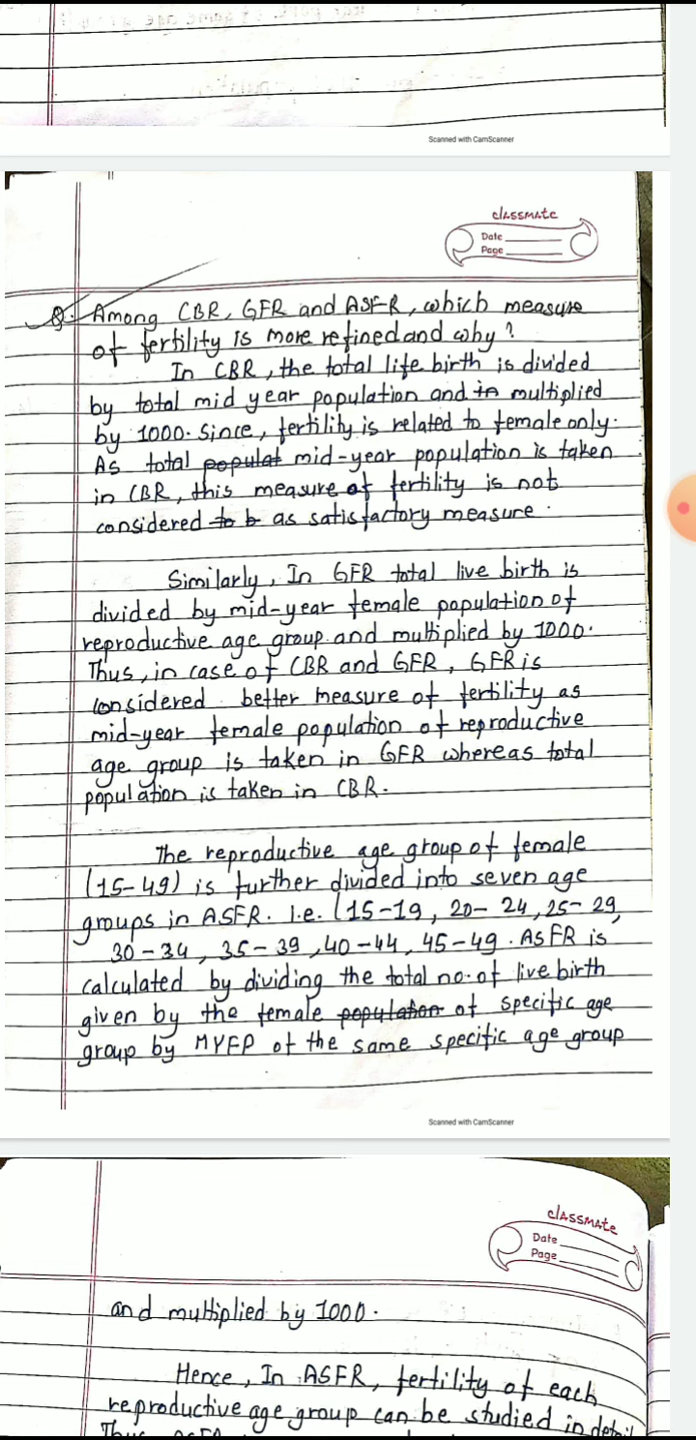 Scanned with CamScanner
classmate
Date
Page
Q. Among CBR, GFR and ASFR, which measure
of fertility is more refined and why?
In CBR, the total life birth is divided
by total mid year population and in multiplied
by 1000. since, fertility is related to female only.
As total populat mid-year population is taken
in CBR, this measure of fertility is not
considered to b as satisfactory measure.
Similarly, In GFR total live birth is
divided by mid-year female population of
reproductive age group and multiplied by 1000.
Thus, in case of CBR and GFR, GFR is
considered better measure of fertility as
mid-year female population of reproductive
age group is taken in GFR whereas total
population is taken in CBR.
The reproductive age group of female
(15-49) is further divided into seven age
groups in ASFR. i.e. (15-19, 20-24, 25-29,
30-34, 35-39, 40-44, 45-49. ASFR is
calculated by dividing the total no. of live birth
given by the female population of specific age
group by MYFP of the same specific age group
Scanned with CamScanner
classmate
Date
Page
and multiplied by 1000.
Hence, In ASFR, fertility of each
reproductive age group can be studied in detail